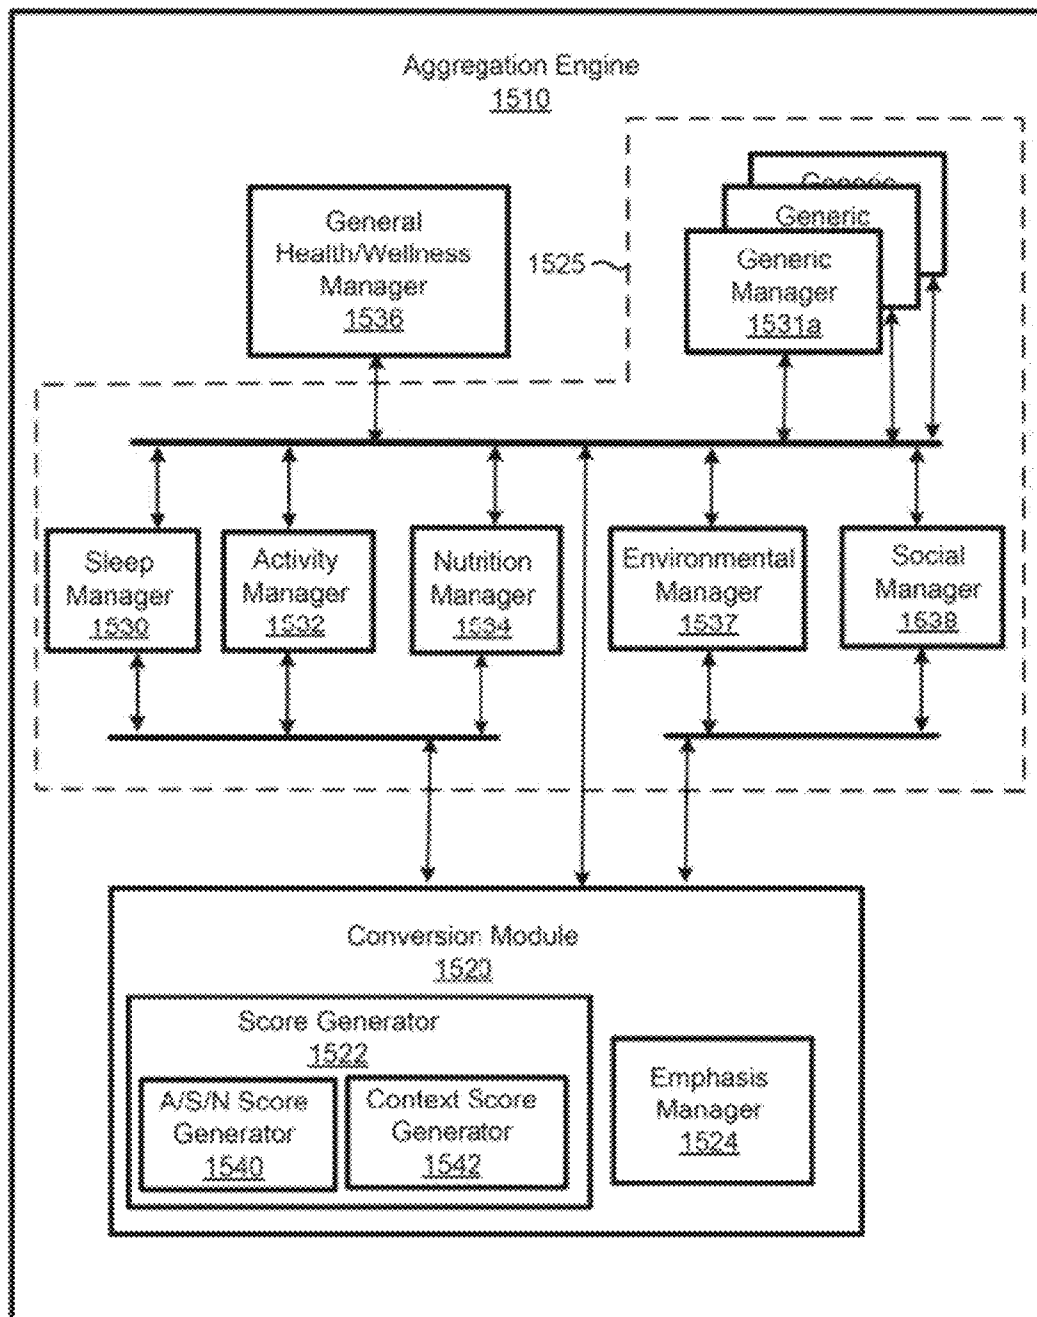 Aggregation Engine
1510
General
Health/Wellness
Manager
1536
1525
Generic
Generic
Generic
Manager
1531a
Sleep
Manager
1530
Activity
Manager
1532
Nutrition
Manager
1534
Environmental
Manager
1537
Social
Manager
1538
Conversion Module
1520
Score Generator
1522
A/S/N Score
Generator
1540
Context Score
Generator
1542
Emphasis
Manager
1524